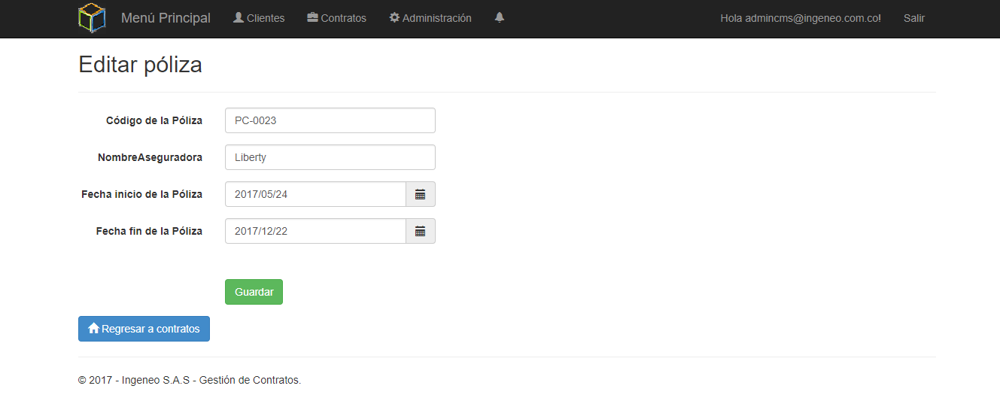 Menú Principal Clientes Contratos Administración Hola admincms@ingeneo.com.co! Salir
Editar póliza
Código de la Póliza PC-0023
NombreAseguradora Liberty
Fecha inicio de la Póliza 2017/05/24
Fecha fin de la Póliza 2017/12/22
Guardar
Regresar a contratos
© 2017 - Ingeneo S.A.S - Gestión de Contratos.